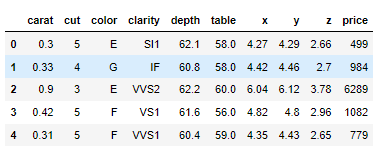 carat cut color clarity depth table x y z price
0 0.3 5 E SI1 62.1 58.0 4.27 4.29 2.66 499
1 0.33 4 G IF 60.8 58.0 4.42 4.46 2.7 984
2 0.9 3 E VVS2 62.2 60.0 6.04 6.12 3.78 6289
3 0.42 5 F VS1 61.6 56.0 4.82 4.8 2.96 1082
4 0.31 5 F VVS1 60.4 59.0 4.35 4.43 2.65 779